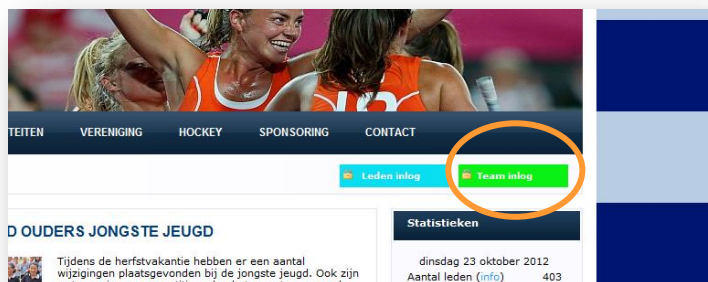 TEITEN VERENIGING HOCKEY SPONSORING CONTACT
Leden inlog Team inlog
D OUDERS JONGSTE JEUGD
Tijdens de herfstvakantie hebben er een aantal
wijzigingen plaatsgevonden bij de jongste jeugd. Ook zijn
Statistieken
dinsdag 23 oktober 2012
Aantal leden (info) 403